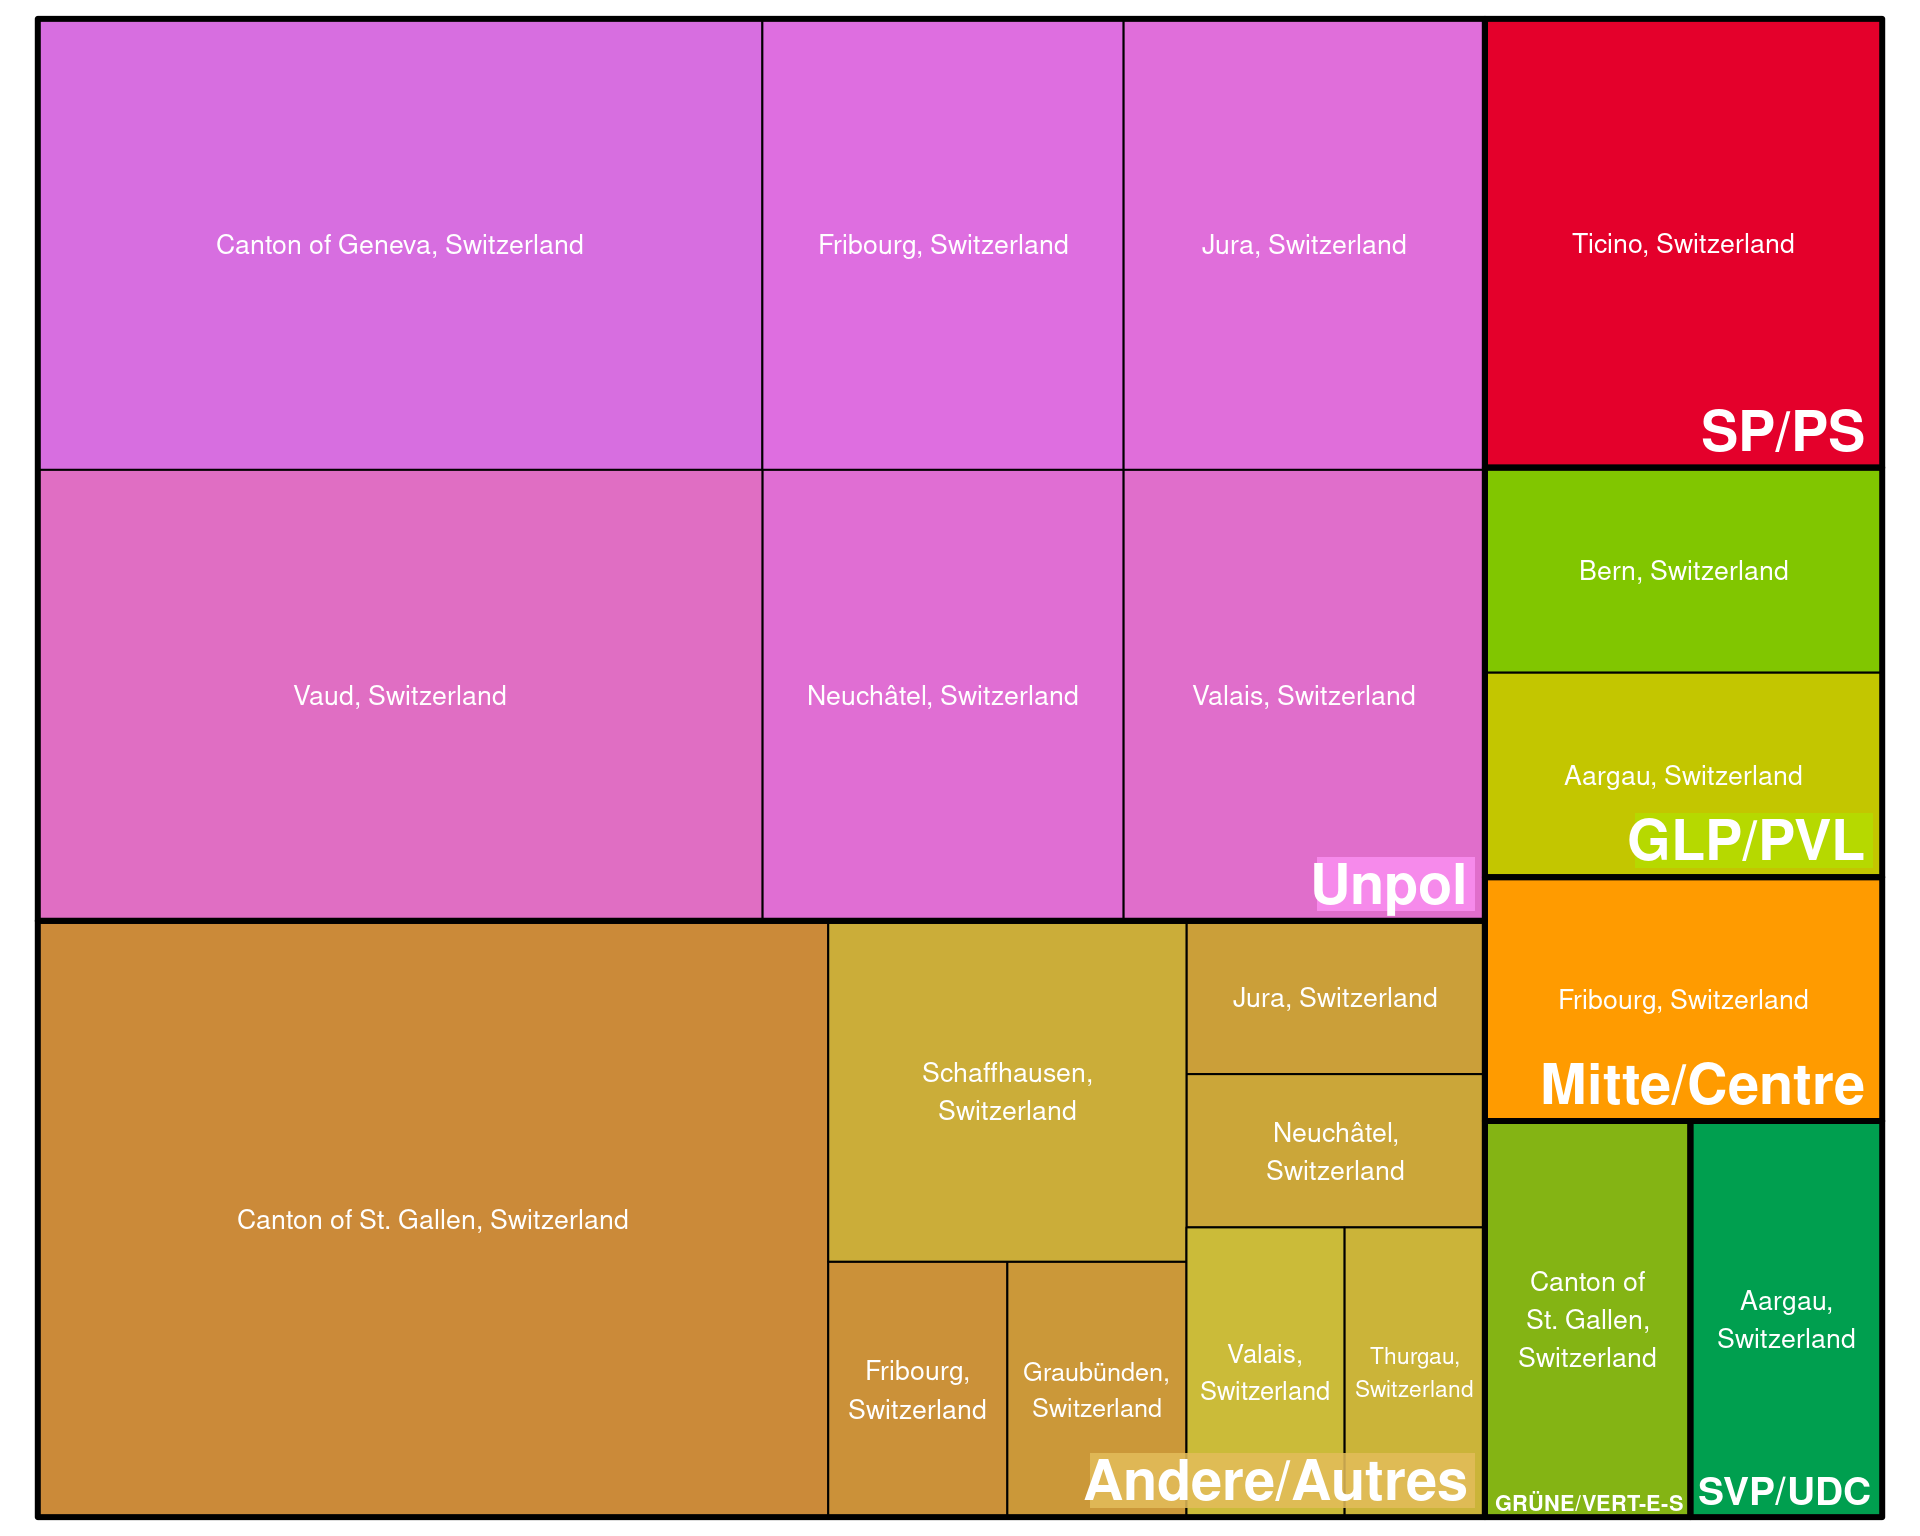 Canton of Geneva, Switzerland
Fribourg, Switzerland
Jura, Switzerland
Vaud, Switzerland
Neuchâtel, Switzerland
Valais, Switzerland
Unpol
Canton of St. Gallen, Switzerland
Schaffhausen,
Switzerland
Fribourg,
Switzerland
Graubünden,
Switzerland
Jura, Switzerland
Neuchâtel,
Switzerland
Valais,
Switzerland
Thurgau,
Switzerland
Andere/Autres
Ticino, Switzerland
SP/PS
Bern, Switzerland
Aargau, Switzerland
GLP/PVL
Fribourg, Switzerland
Mitte/Centre
Canton of
St. Gallen,
Switzerland
GRÜNE/VERT-E-S
Aargau,
Switzerland
SVP/UDC